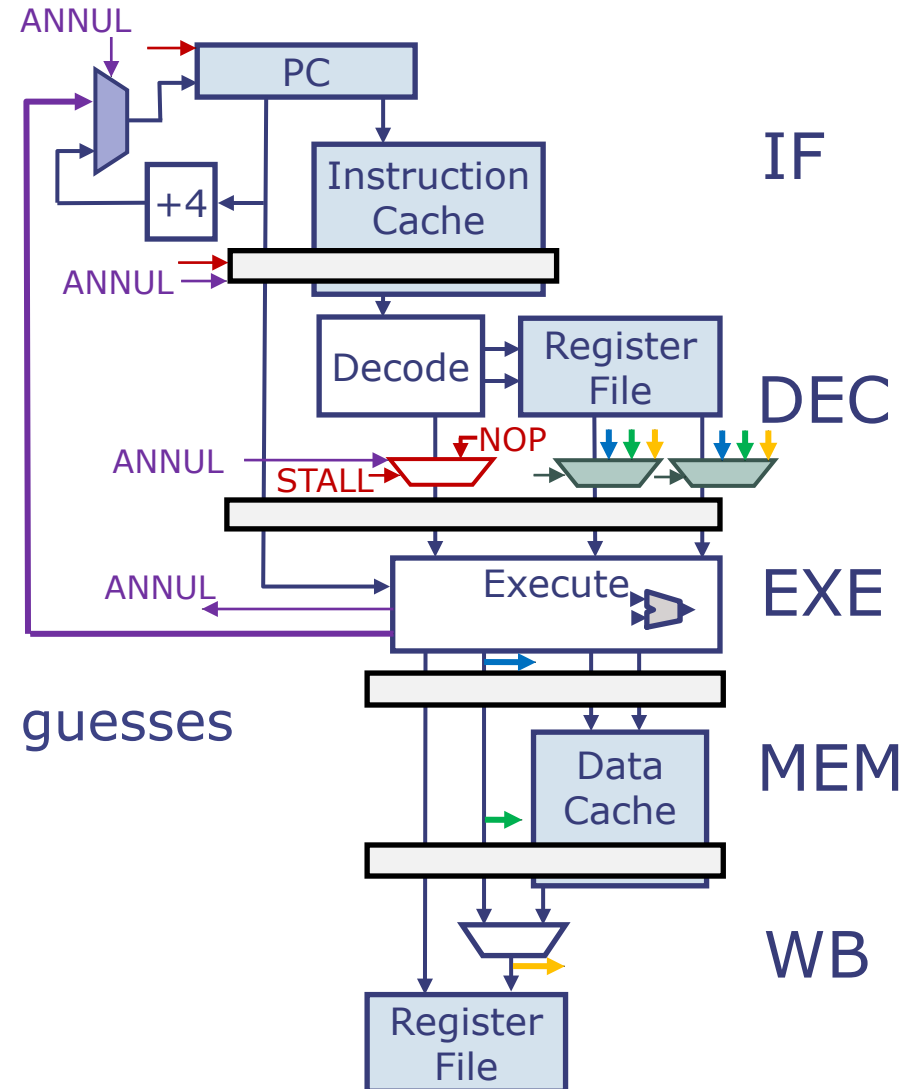 ANNUL
PC
IF
Instruction
Cache
+4
ANNUL
Decode
Register
File
DEC
NOP
ANNUL
STALL
Execute
EXE
ANNUL
guesses
Data
Cache
MEM
WB
Register
File